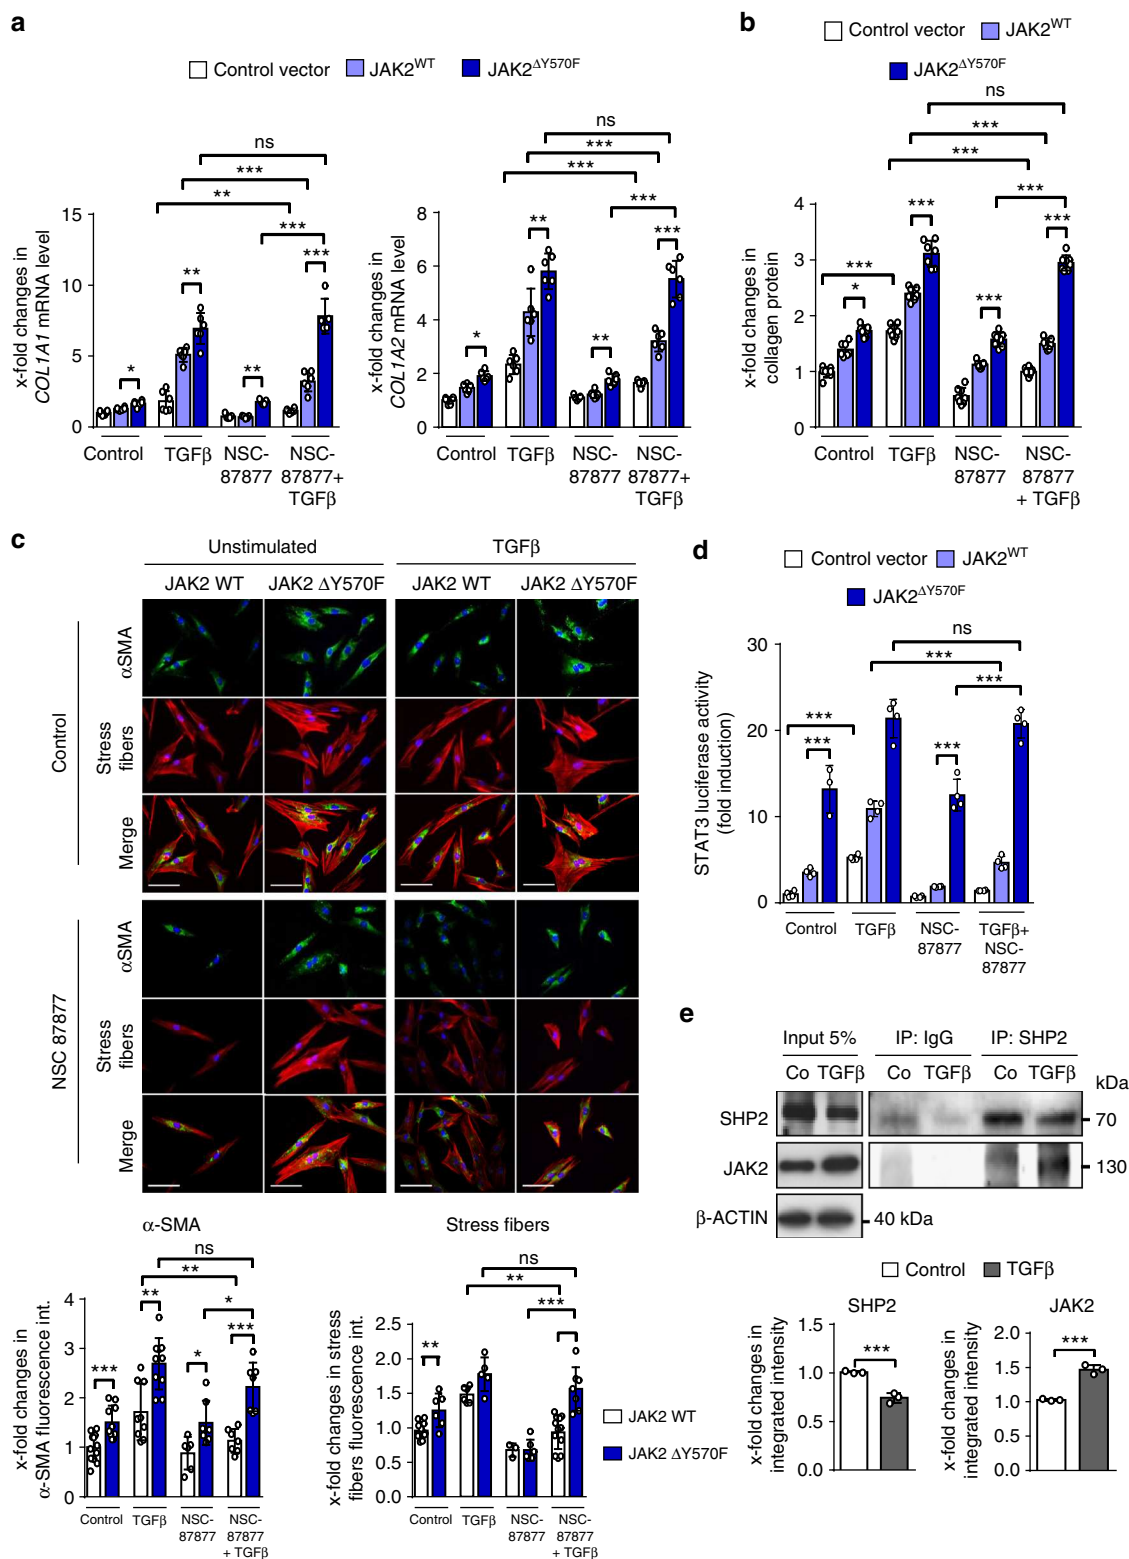 a
Control vector JAK2WT JAK2ΔY570F
ns
***
**
***
***
**
**
*
x-fold changes in
COL1A1 mRNA level
15
10
5
0
Control TGFβ NSC-87877 NSC-87877+ TGFβ
ns
***
***
***
**
***
*
**
x-fold changes in
COL1A2 mRNA level
8
6
4
2
0
Control TGFβ NSC-87877 NSC-87877+ TGFβ
b
Control vector JAK2WT
JAK2ΔY570F
ns
***
***
***
***
***
***
*
***
x-fold changes in
collagen protein
4
3
2
1
0
Control TGFβ NSC-87877 NSC-87877 + TGFβ
c
Unstimulated TGFβ
JAK2 WT JAK2 ΔY570F JAK2 WT JAK2 ΔY570F
Control
αSMA
Stress fibers
Merge
NSC 87877
αSMA
Stress fibers
Merge
α-SMA
ns
**
**
*
***
***
*
x-fold changes in
α-SMA fluorescence int.
4
3
2
1
0
Control TGFβ NSC-87877 NSC-87877 + TGFβ
Stress fibers
ns
**
***
**
x-fold changes in stress
fibers fluorescence int.
2.5
2.0
1.5
1.0
0.5
0.0
Control TGFβ NSC-87877 NSC-87877 + TGFβ
JAK2 WT
JAK2 ΔY570F
d
Control vector JAK2WT
JAK2ΔY570F
ns
***
***
***
***
***
STAT3 luciferase activity
(fold induction)
30
20
10
0
Control TGFβ NSC-87877 TGFβ+ NSC-87877
e
Input 5% IP: IgG IP: SHP2
Co TGFβ Co TGFβ Co TGFβ kDa
SHP2 70
JAK2 130
β-ACTIN 40 kDa
Control TGFβ
SHP2
***
x-fold changes in
integrated intensity
1.5
1.0
0.5
0.0
JAK2
***
x-fold changes in
integrated intensity
2.0
1.5
1.0
0.5
0.0